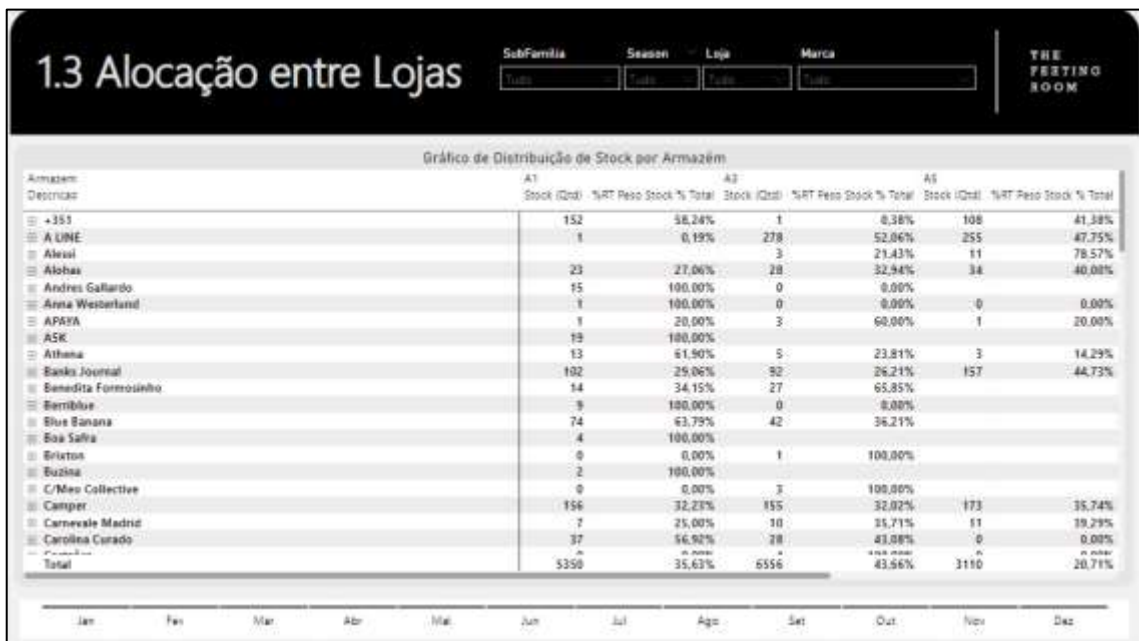 1.3 Alocação entre Lojas
SubFamília Season Loja Marca
Tudo Tudo Tudo Tudo
THE
FEETING
ROOM
Gráfico de Distribuição de Stock por Armazém
Armazem A1 A3 A5
Descricao Stock (Qtd) %RT Peso Stock % Total Stock (Qtd) %RT Peso Stock % Total Stock (Qtd) %RT Peso Stock % Total
+351 152 58,24% 1 0,38% 108 41,38%
A LINE 1 0,19% 278 52,06% 255 47,75%
Alessi 3 21,43% 11 78,57%
Alohas 23 27,06% 28 32,94% 34 40,00%
Andres Gallardo 15 100,00% 0 0,00%
Anna Westerlund 1 100,00% 0 0,00% 0 0,00%
APAYA 1 20,00% 3 60,00% 1 20,00%
ASK 19 100,00%
Athena 13 61,90% 5 23,81% 3 14,29%
Banks Journal 102 29,06% 92 26,21% 157 44,73%
Benedita Formosinho 14 34,15% 27 65,85%
Berriblue 9 100,00% 0 0,00%
Blue Banana 74 63,79% 42 36,21%
Boa Safra 4 100,00%
Brixton 0 0,00% 1 100,00%
Buzina 2 100,00%
C/Meo Collective 0 0,00% 3 100,00%
Camper 156 32,23% 155 32,02% 173 35,74%
Carnevale Madrid 7 25,00% 10 35,71% 11 39,29%
Carolina Curado 37 56,92% 28 43,08% 0 0,00%
Total 5350 35,63% 6556 43,66% 3110 20,71%
Jan Fev Mar Abr Mai Jun Jul Ago Set Out Nov Dez